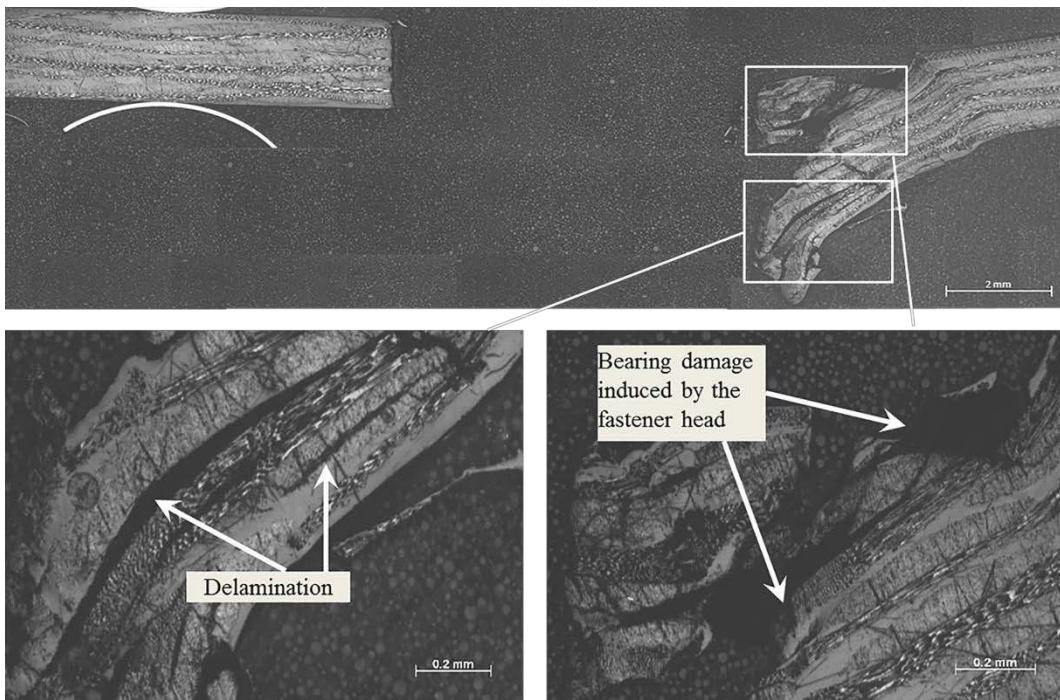 2 mm
Bearing damage
induced by the
fastener head
Delamination
0.2 mm
0.2 mm